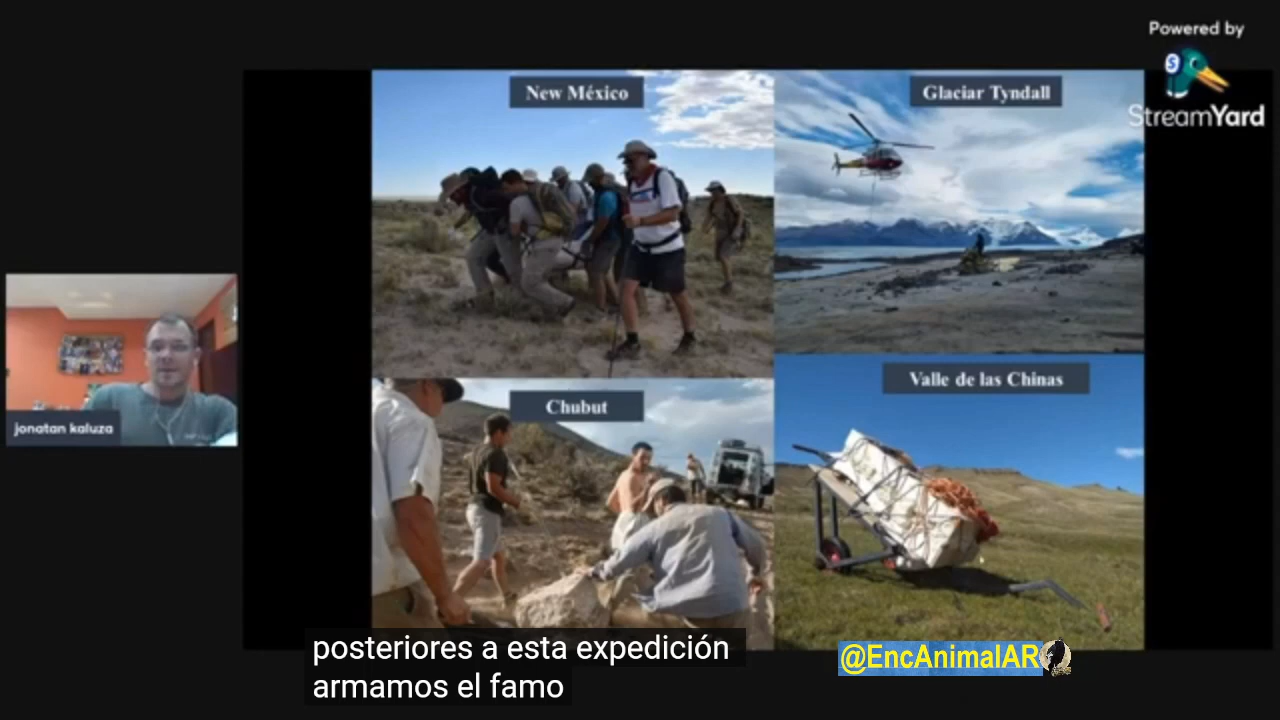 Powered by
StreamYard
New México
Glaciar Tyndall
Chubut
Valle de las Chinas
jonatan kaluza
posteriores a esta expedición
armamos el famo
@EncAnimalAR